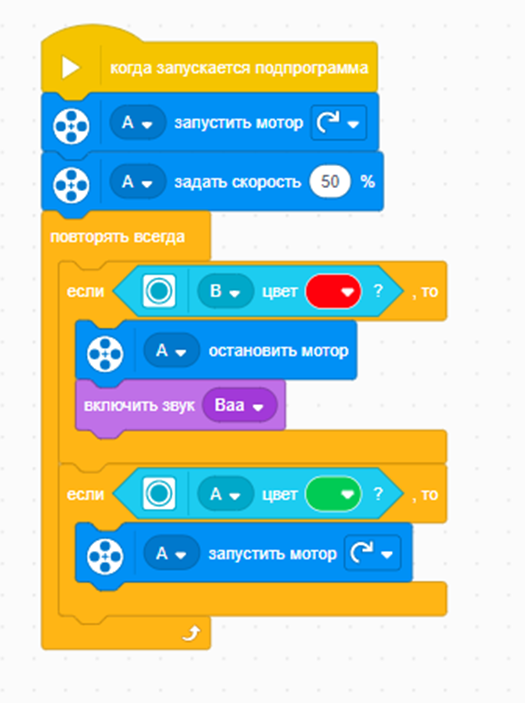 когда запускается подпрограмма
A запустить мотор
A задать скорость 50 %
повторять всегда
если B цвет ? , то
A остановить мотор
включить звук Baa
если A цвет ? , то
A запустить мотор